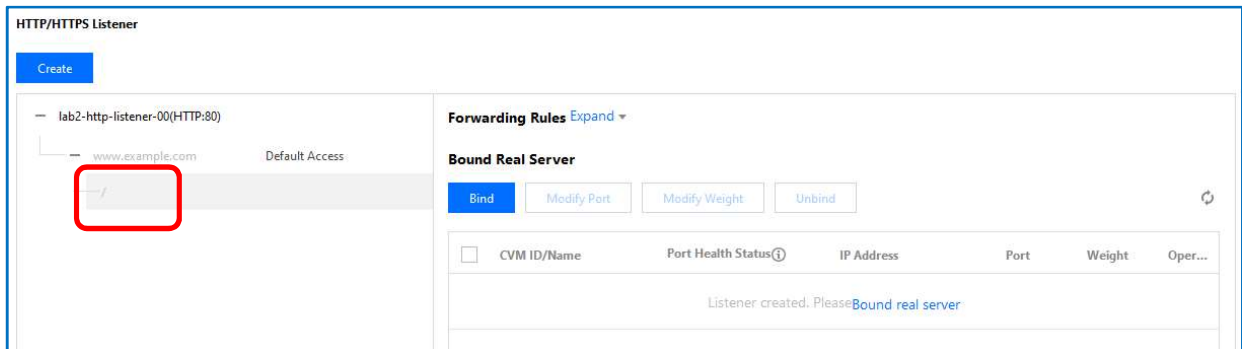 HTTP/HTTPS Listener
Create
lab2-http-listener-00(HTTP:80)
www.example.com Default Access
/
Forwarding Rules Expand
Bound Real Server
Bind Modify Port Modify Weight Unbind
CVM ID/Name Port Health Status IP Address Port Weight Oper...
Listener created. PleaseBound real server